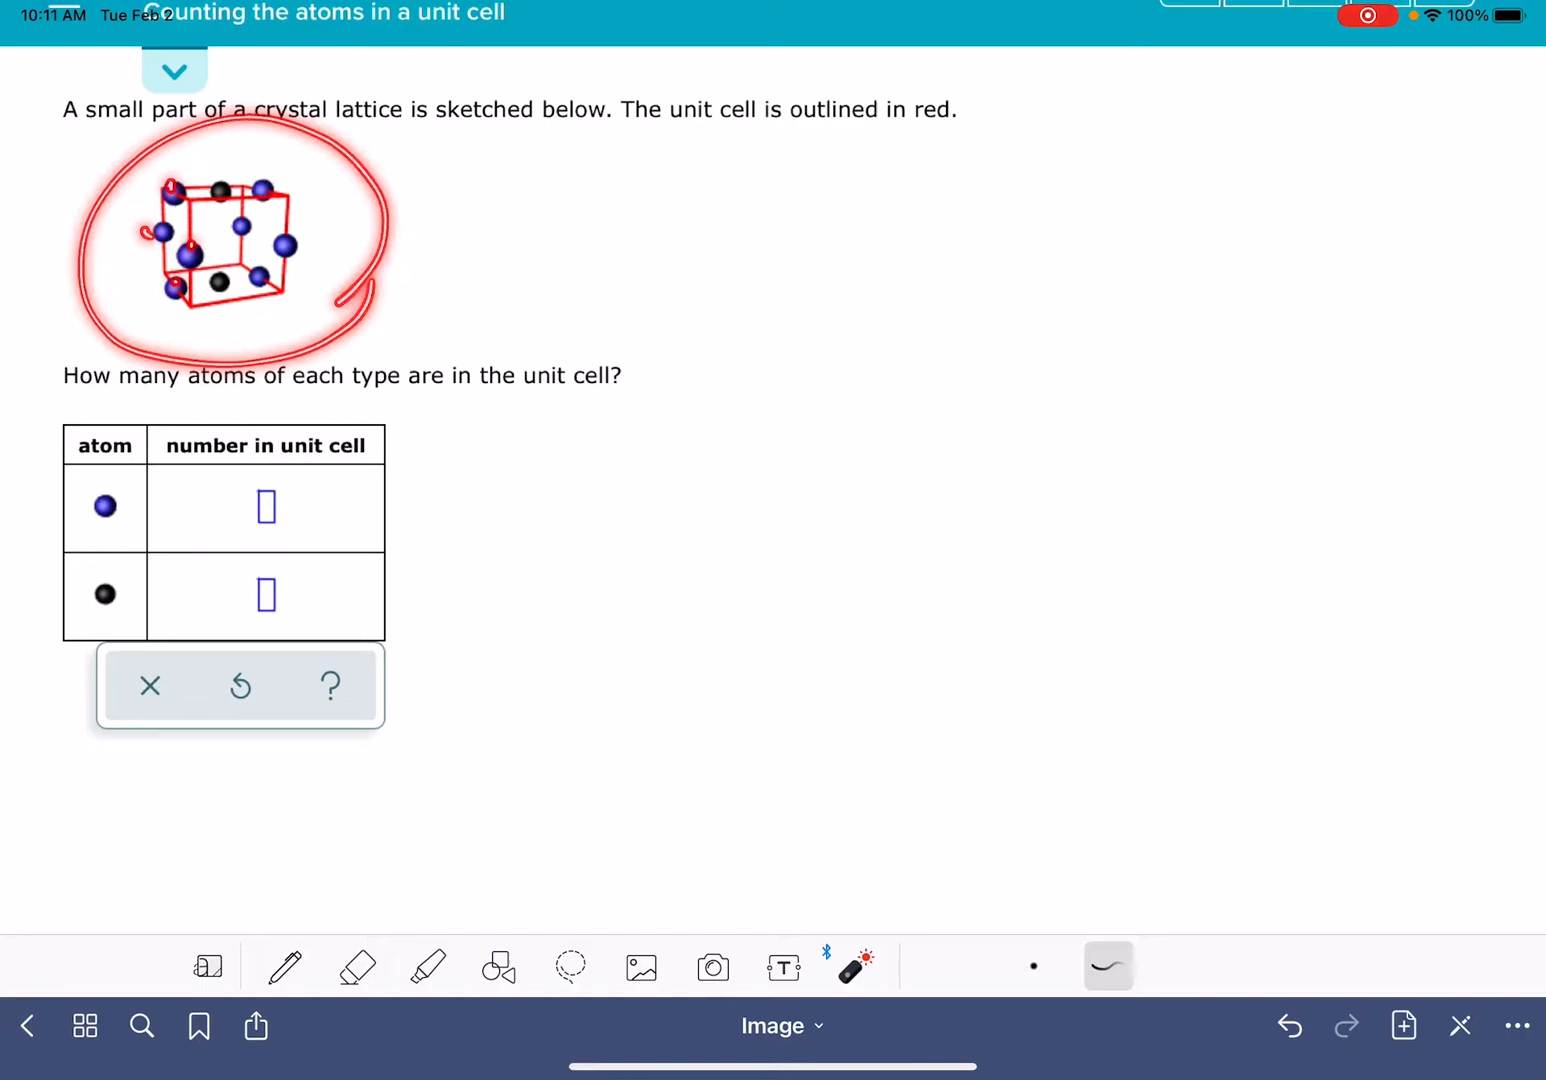 10:11 AM Tue Feb 2
Counting the atoms in a unit cell
100%
A small part of a crystal lattice is sketched below. The unit cell is outlined in red.
How many atoms of each type are in the unit cell?
atom number in unit cell
?
T
Image